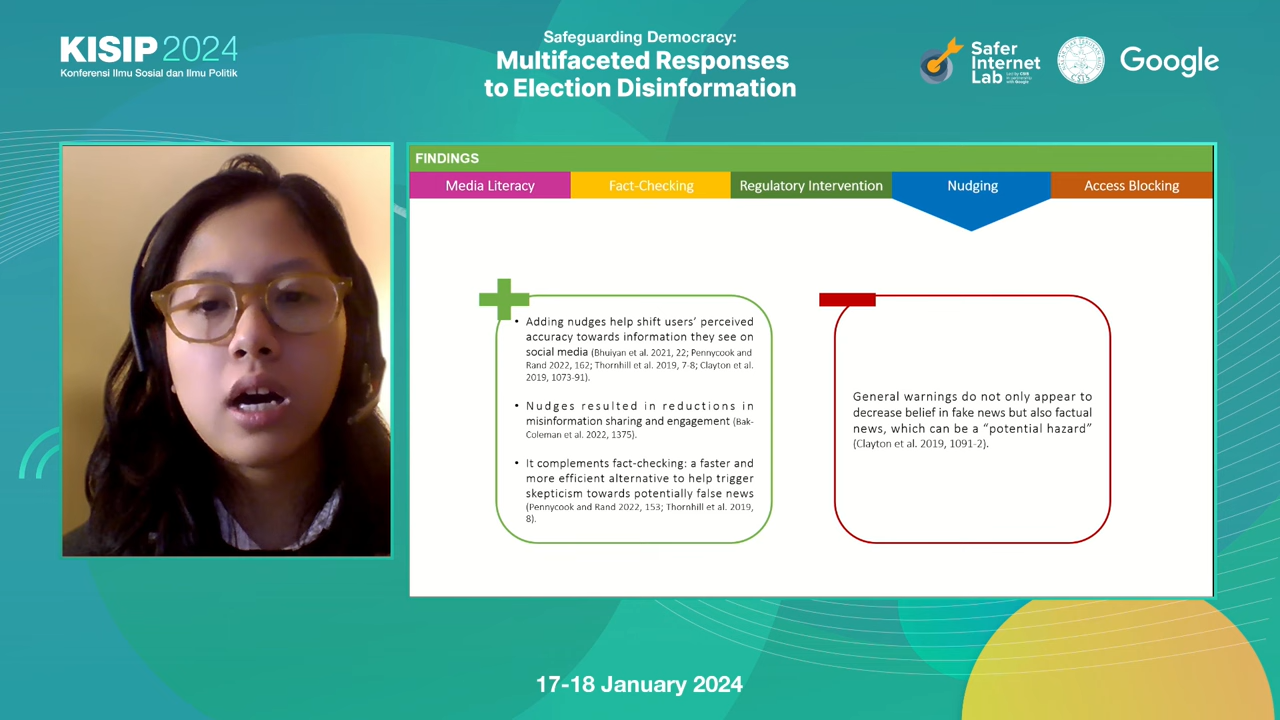 KISIP 2024
Konferensi Ilmu Sosial dan Ilmu Politik
Safeguarding Democracy:
Multifaceted Responses
to Election Disinformation
Safer
Internet
Lab
CSIS
Google
FINDINGS
Media Literacy
Fact-Checking
Regulatory Intervention
Nudging
Access Blocking
• Adding nudges help shift users’ perceived
accuracy towards information they see on
social media (Bhuiyan et al. 2021, 22; Pennycook and
Rand 2022, 162; Thornhill et al. 2019, 7-8; Clayton et al.
2019, 1073-91).
• Nudges resulted in reductions in
misinformation sharing and engagement (Bak-
Coleman et al. 2022, 1375).
• It complements fact-checking: a faster and
more efficient alternative to help trigger
skepticism towards potentially false news
(Pennycook and Rand 2022, 153; Thornhill et al. 2019,
8).
General warnings do not only appear to
decrease belief in fake news but also factual
news, which can be a “potential hazard”
(Clayton et al. 2019, 1091-2).
17-18 January 2024